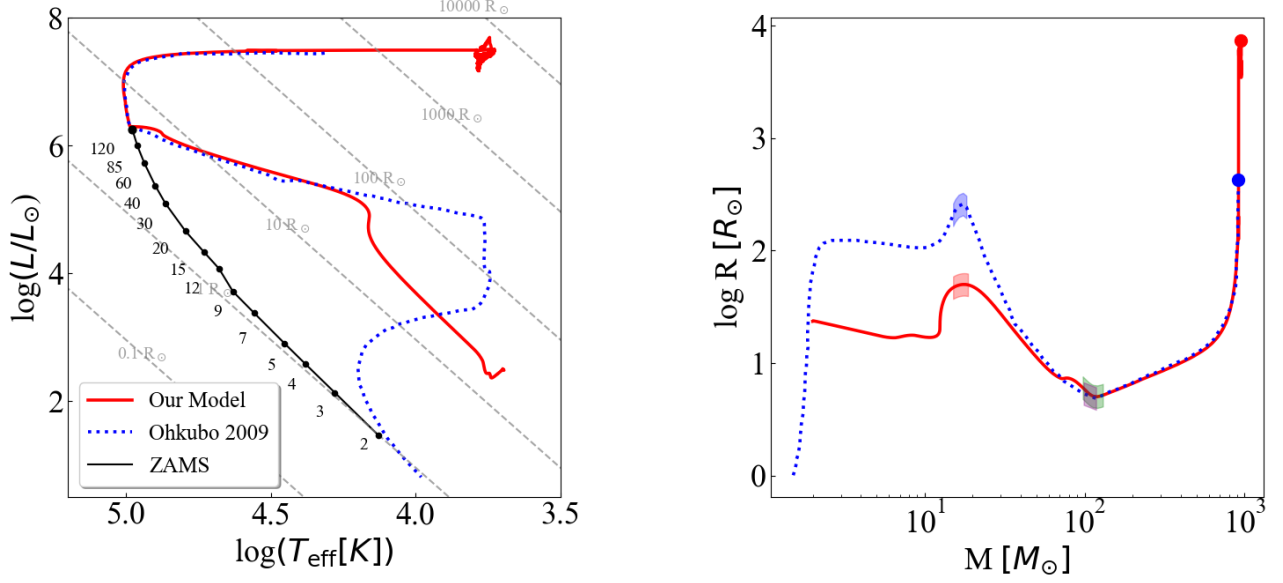 8
6
4
2
log(L/L☉)
5.0
4.5
4.0
3.5
log(T_eff[K])
10000 R☉
1000 R☉
100 R☉
10 R☉
1 R☉
0.1 R☉
120
85
60
40
30
20
15
12
9
7
5
4
3
2
Our Model
Ohkubo 2009
ZAMS
4
3
2
1
0
log R [R☉]
10¹
10²
10³
M [M☉]